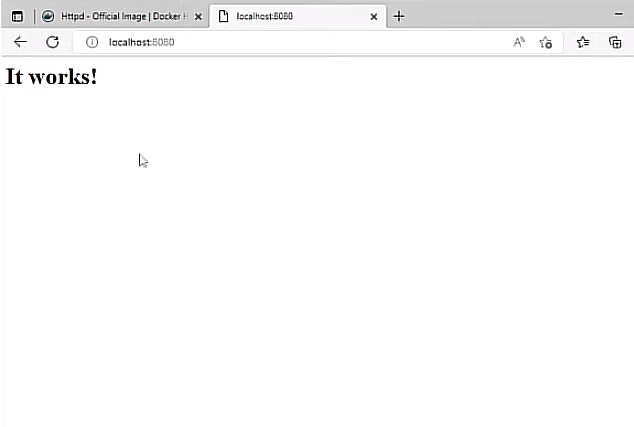 Httpd - Official Image | Docker H
localhost:8080
localhost:8080
It works!